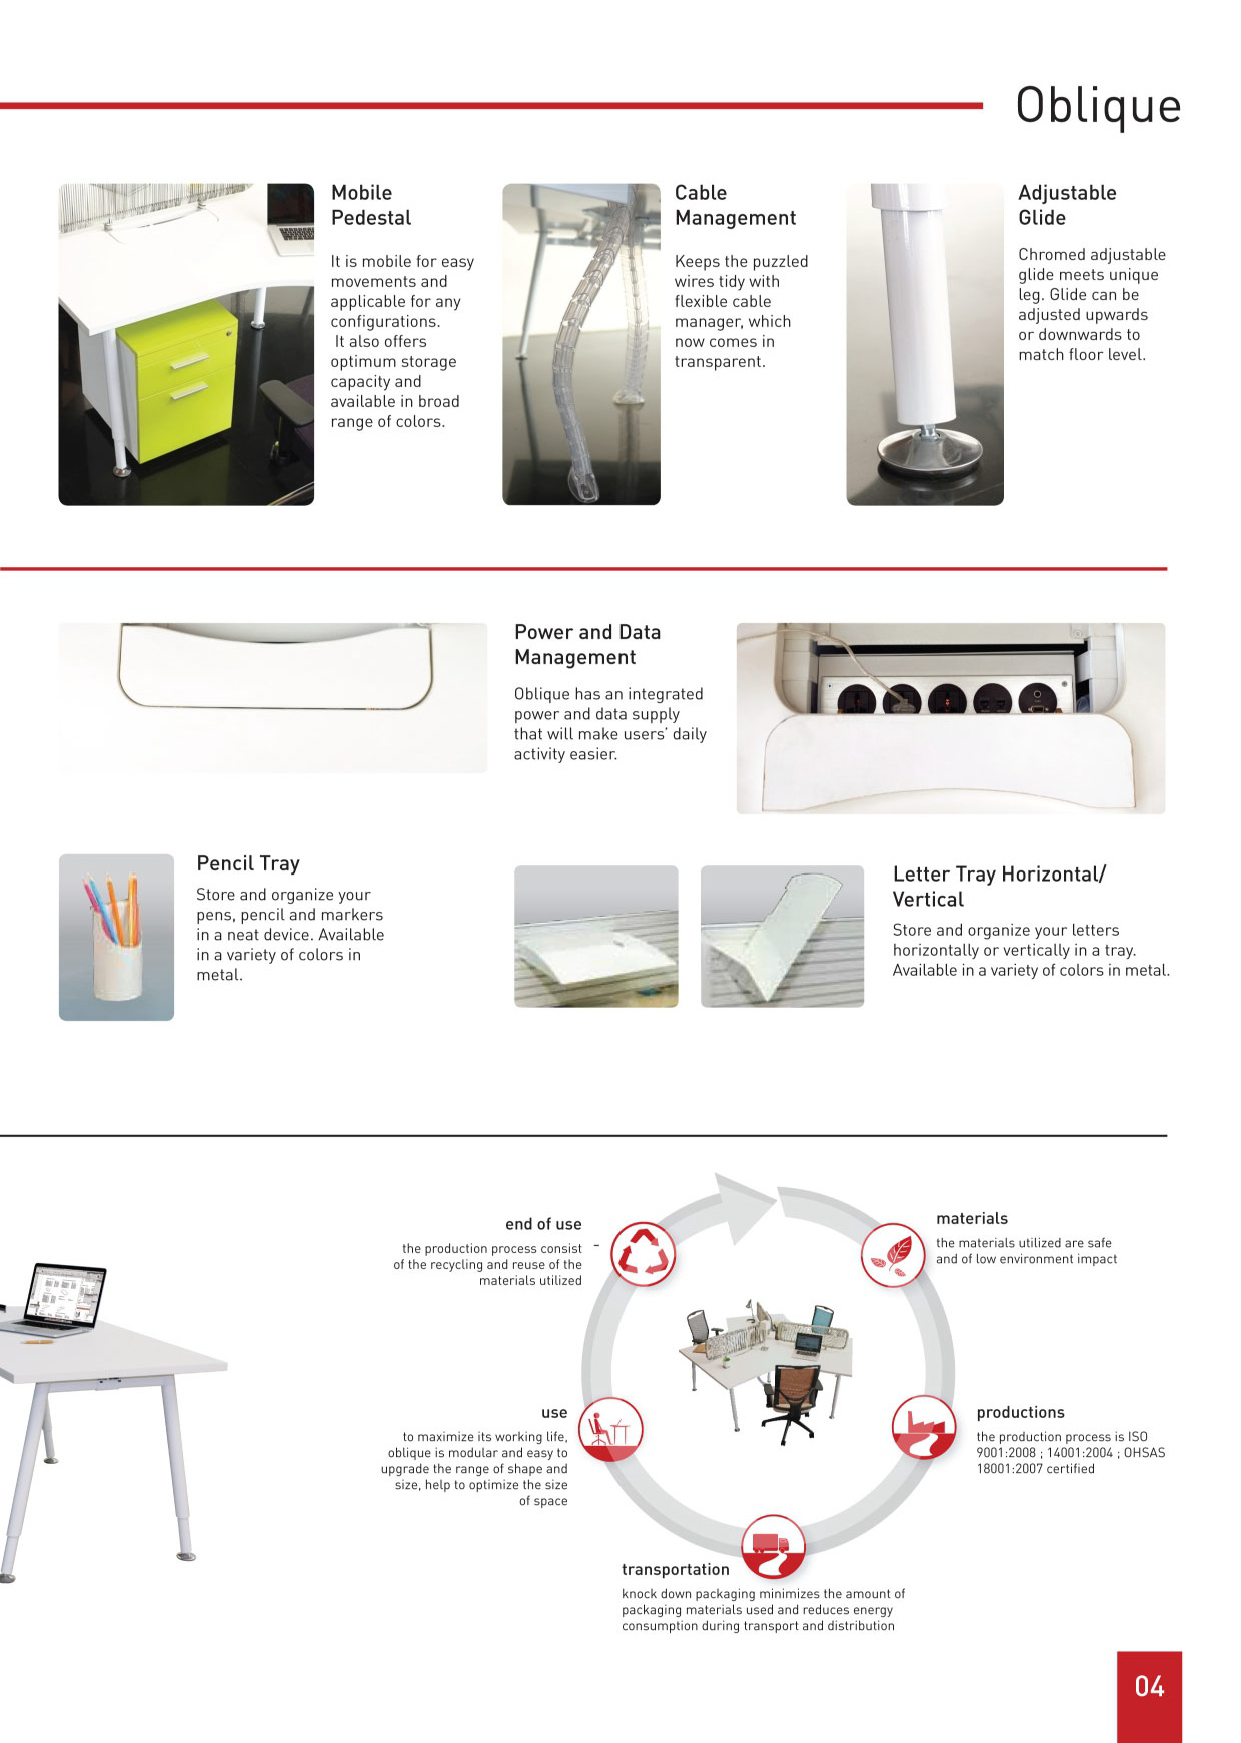 Oblique
Mobile
Pedestal
It is mobile for easy
movements and
applicable for any
configurations.
It also offers
optimum storage
capacity and
available in broad
range of colors.
Cable
Management
Keeps the puzzled
wires tidy with
flexible cable
manager, which
now comes in
transparent.
Adjustable
Glide
Chromed adjustable
glide meets unique
leg. Glide can be
adjusted upwards
or downwards to
match floor level.
Power and Data
Management
Oblique has an integrated
power and data supply
that will make users’ daily
activity easier.
Pencil Tray
Store and organize your
pens, pencil and markers
in a neat device. Available
in a variety of colors in
metal.
Letter Tray Horizontal/
Vertical
Store and organize your letters
horizontally or vertically in a tray.
Available in a variety of colors in metal.
end of use
the production process consist -
of the recycling and reuse of the
materials utilized
materials
the materials utilized are safe
and of low environment impact
use
to maximize its working life,
oblique is modular and easy to
upgrade the range of shape and
size, help to optimize the size
of space
productions
the production process is ISO
9001:2008 ; 14001:2004 ; OHSAS
18001:2007 certified
transportation
knock down packaging minimizes the amount of
packaging materials used and reduces energy
consumption during transport and distribution
04